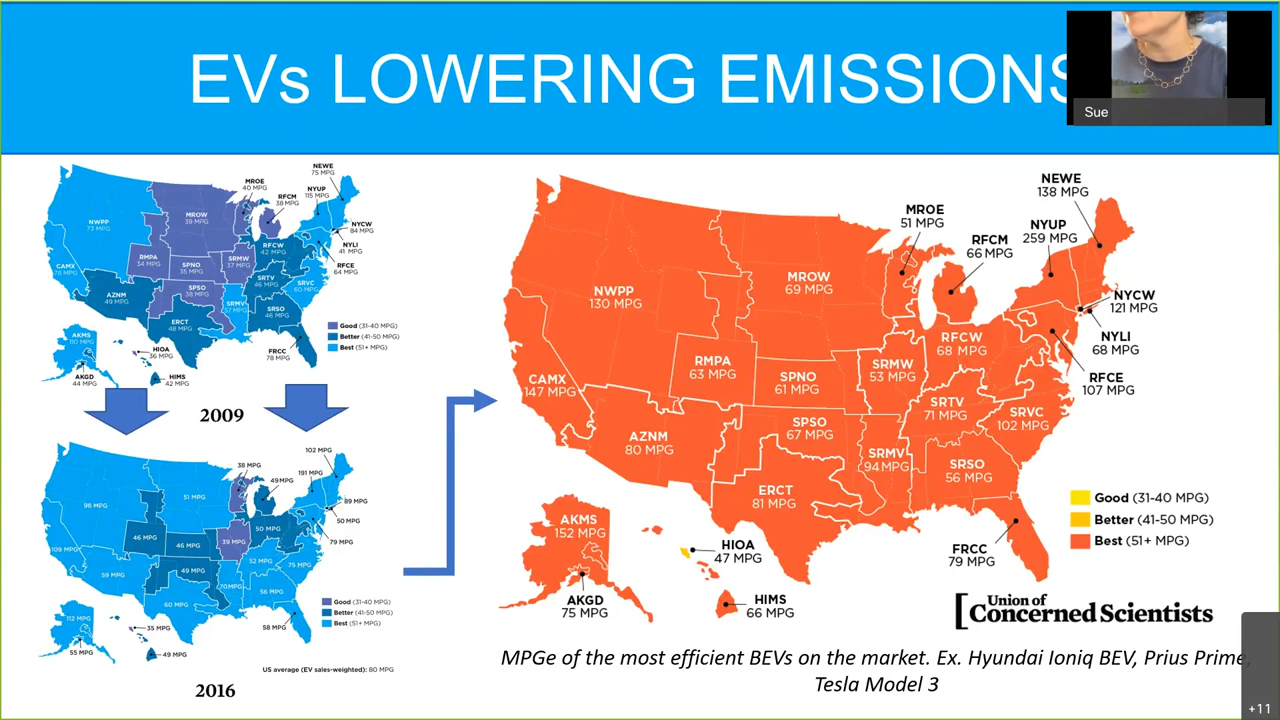 EVs LOWERING EMISSIONS
Sue
NEWE
75 MPG
MROE
40 MPG
RFCM
38 MPG
NYUP
115 MPG
NWPP
73 MPG
MROW
39 MPG
NYCW
84 MPG
NYLI
41 MPG
RFCE
64 MPG
RFCW
42 MPG
RMPA
34 MPG
SPNO
35 MPG
SRMW
37 MPG
CAMX
78 MPG
SRTV
46 MPG
SRVC
60 MPG
AZNM
49 MPG
SPSO
38 MPG
SRMV
57 MPG
SRSO
46 MPG
ERCT
48 MPG
AKMS
110 MPG
HIOA
36 MPG
FRCC
78 MPG
AKGD
44 MPG
HIMS
42 MPG
Good (31-40 MPG)
Better (41-50 MPG)
Best (51+ MPG)
2009
102 MPG
38 MPG
191 MPG
49 MPG
51 MPG
89 MPG
96 MPG
50 MPG
50 MPG
46 MPG
46 MPG
39 MPG
79 MPG
109 MPG
52 MPG
75 MPG
59 MPG
49 MPG
70 MPG
56 MPG
60 MPG
112 MPG
35 MPG
58 MPG
55 MPG
49 MPG
Good (31-40 MPG)
Better (41-50 MPG)
Best (51+ MPG)
US average (EV sales-weighted): 80 MPG
2016
NEWE
138 MPG
MROE
51 MPG
NYUP
259 MPG
RFCM
66 MPG
MROW
69 MPG
NWPP
130 MPG
NYCW
121 MPG
NYLI
68 MPG
RFCW
68 MPG
RMPA
63 MPG
SRMW
53 MPG
RFCE
107 MPG
CAMX
147 MPG
SPNO
61 MPG
SRTV
71 MPG
SRVC
102 MPG
SPSO
67 MPG
AZNM
80 MPG
SRMV
94 MPG
SRSO
56 MPG
ERCT
81 MPG
AKMS
152 MPG
HIOA
47 MPG
FRCC
79 MPG
AKGD
75 MPG
HIMS
66 MPG
Good (31-40 MPG)
Better (41-50 MPG)
Best (51+ MPG)
Union of
Concerned Scientists
MPGe of the most efficient BEVs on the market. Ex. Hyundai Ioniq BEV, Prius Prime,
Tesla Model 3
+11